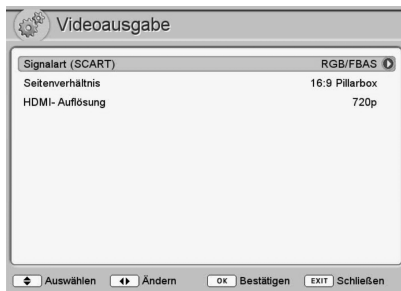 Videoausgabe
Signalart (SCART) RGB/FBAS
Seitenverhältnis 16:9 Pillarbox
HDMI- Auflösung 720p
Auswählen Ändern OK Bestätigen EXIT Schließen